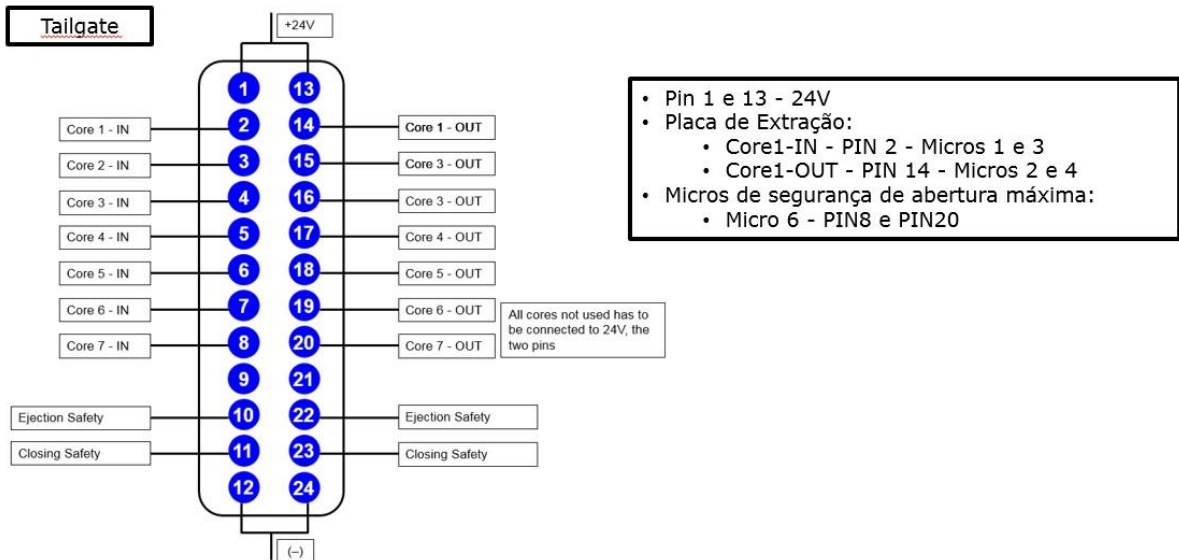 Tailgate
+24V
1
13
Core 1 - IN
2
14
Core 1 - OUT
Core 2 - IN
3
15
Core 3 - OUT
Core 3 - IN
4
16
Core 3 - OUT
Core 4 - IN
5
17
Core 4 - OUT
Core 5 - IN
6
18
Core 5 - OUT
Core 6 - IN
7
19
Core 6 - OUT
Core 7 - IN
8
20
Core 7 - OUT
All cores not used has to
be connected to 24V, the
two pins
9
21
Ejection Safety
10
22
Ejection Safety
Closing Safety
11
23
Closing Safety
12
24
(–)
• Pin 1 e 13 - 24V
• Placa de Extração:
• Core1-IN - PIN 2 - Micros 1 e 3
• Core1-OUT - PIN 14 - Micros 2 e 4
• Micros de segurança de abertura máxima:
• Micro 6 - PIN8 e PIN20